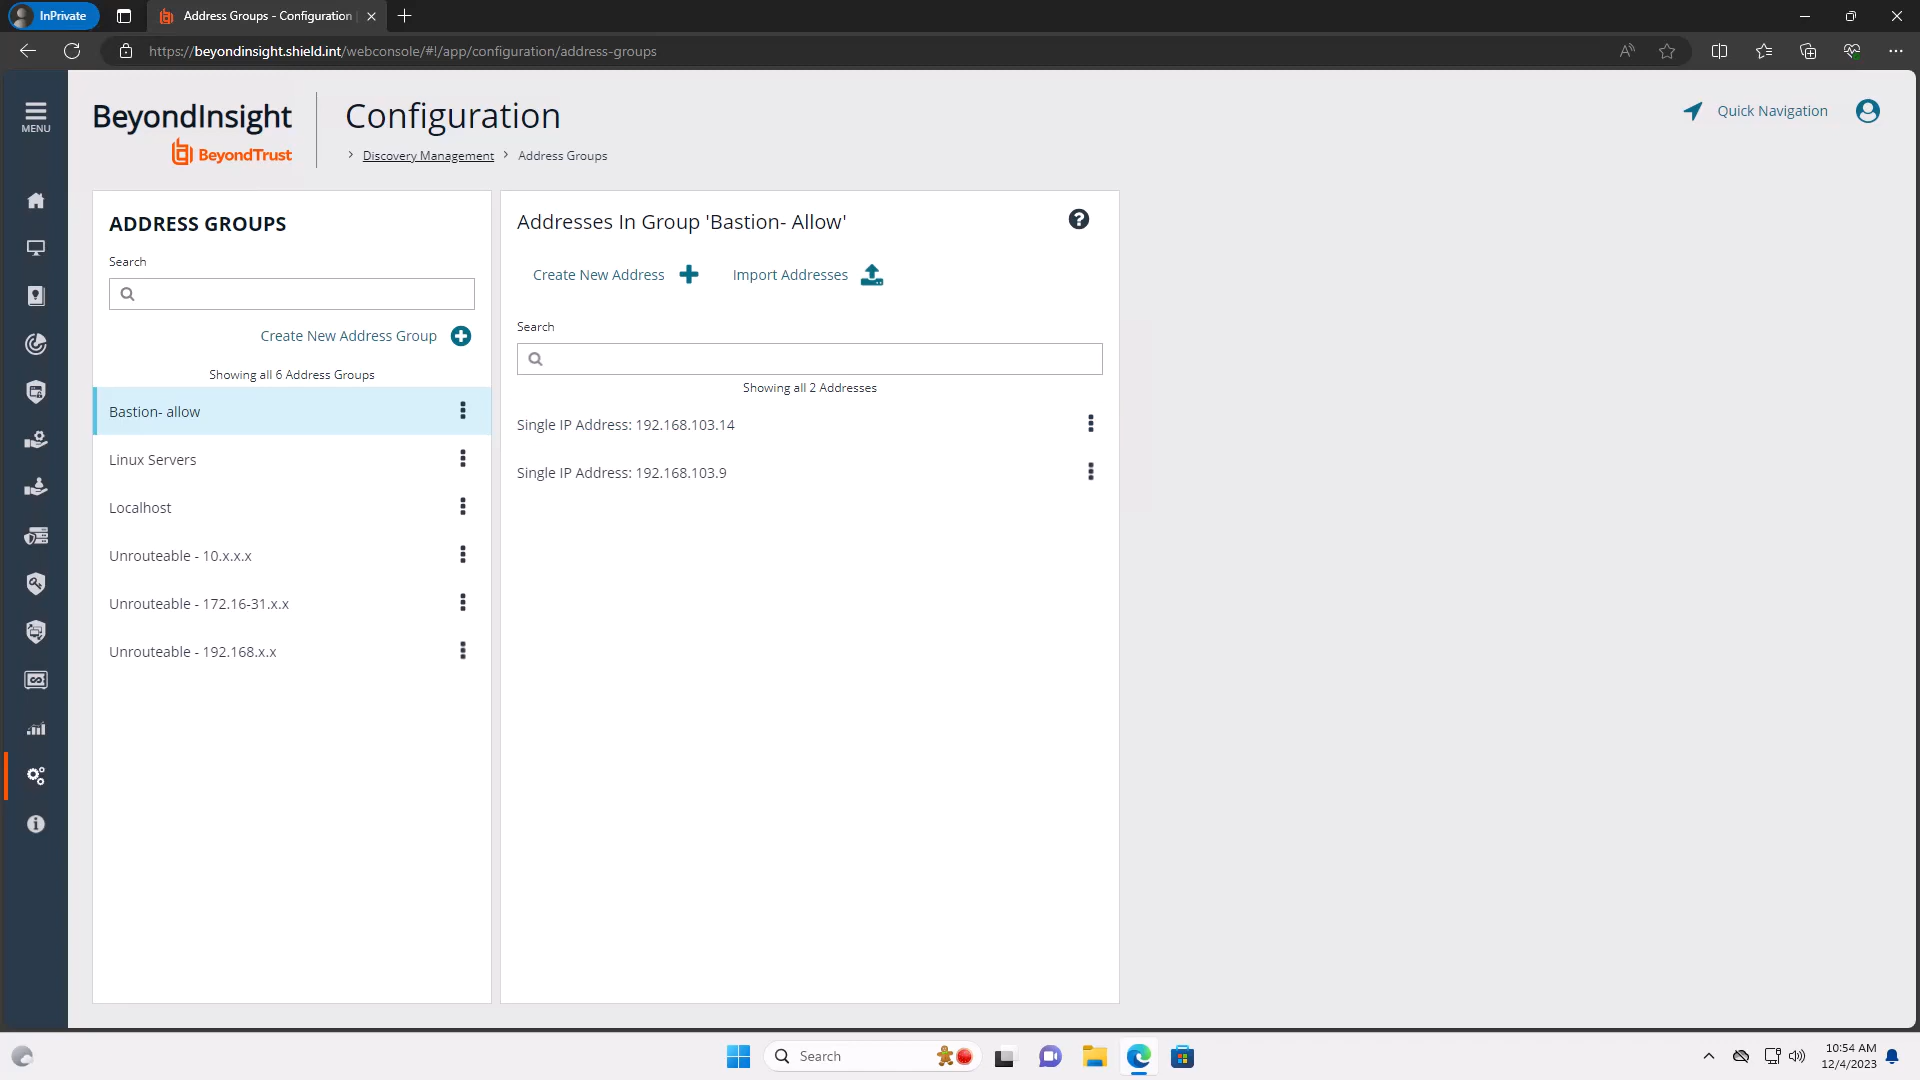 InPrivate
Address Groups - Configuration
https://beyondinsight.shield.int/webconsole/#!/app/configuration/address-groups
MENU
BeyondInsight
BeyondTrust
Configuration
Discovery Management
Address Groups
Quick Navigation
ADDRESS GROUPS
Search
Create New Address Group
Showing all 6 Address Groups
Bastion- allow
Linux Servers
Localhost
Unrouteable - 10.x.x.x
Unrouteable - 172.16-31.x.x
Unrouteable - 192.168.x.x
Addresses In Group 'Bastion- Allow'
Create New Address
Import Addresses
Search
Showing all 2 Addresses
Single IP Address: 192.168.103.14
Single IP Address: 192.168.103.9
Search
10:54 AM
12/4/2023